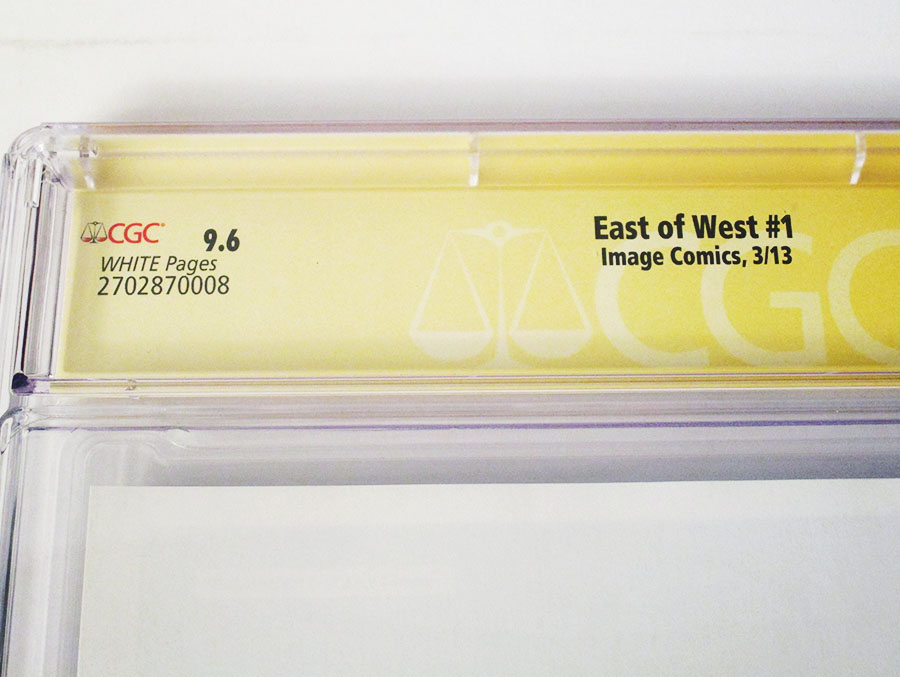 CGC® 9.6
WHITE Pages
2702870008
East of West #1
Image Comics, 3/13
CGC